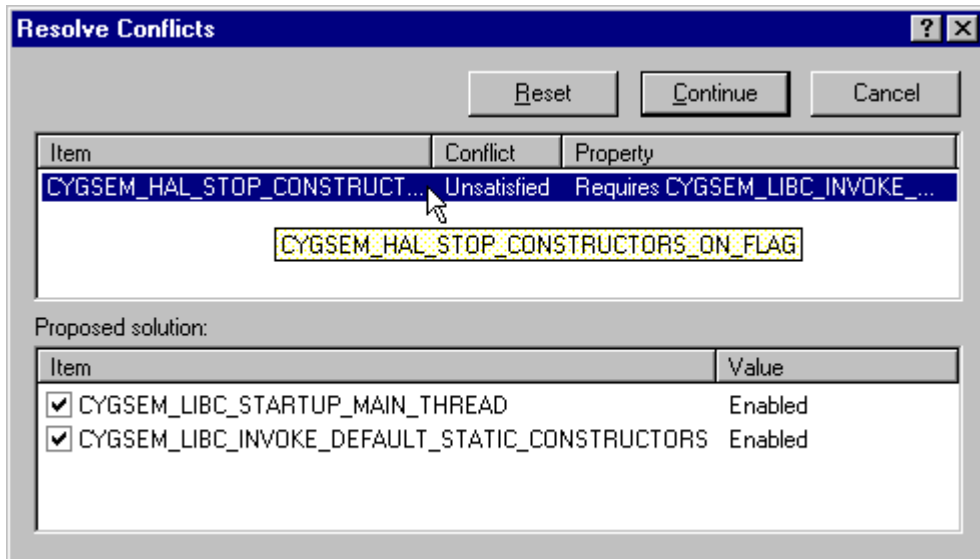 Resolve Conflicts
Reset Continue Cancel
Item Conflict Property
CYGSEM_HAL_STOP_CONSTRUCT... Unsatisfied Requires CYGSEM_LIBC_INVOKE_...
CYGSEM_HAL_STOP_CONSTRUCTORS_ON_FLAG
Proposed solution:
Item Value
CYGSEM_LIBC_STARTUP_MAIN_THREAD Enabled
CYGSEM_LIBC_INVOKE_DEFAULT_STATIC_CONSTRUCTORS Enabled